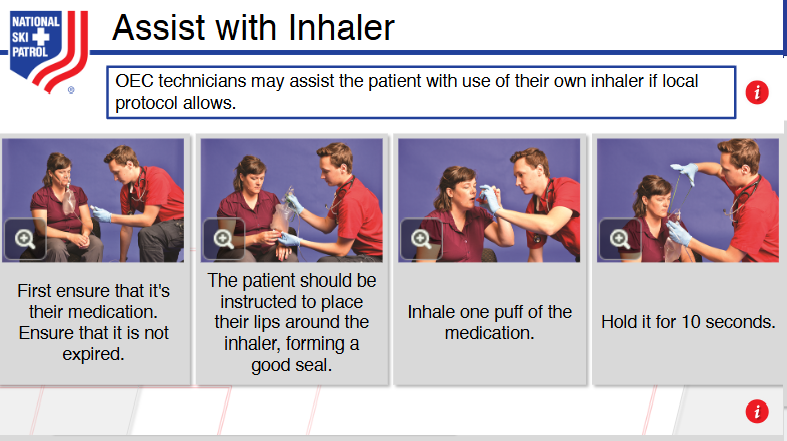 NATIONAL
SKI
PATROL
®
Assist with Inhaler
OEC technicians may assist the patient with use of their own inhaler if local
protocol allows.
i
First ensure that it's
their medication.
Ensure that it is not
expired.
The patient should be
instructed to place
their lips around the
inhaler, forming a
good seal.
Inhale one puff of the
medication.
Hold it for 10 seconds.
i